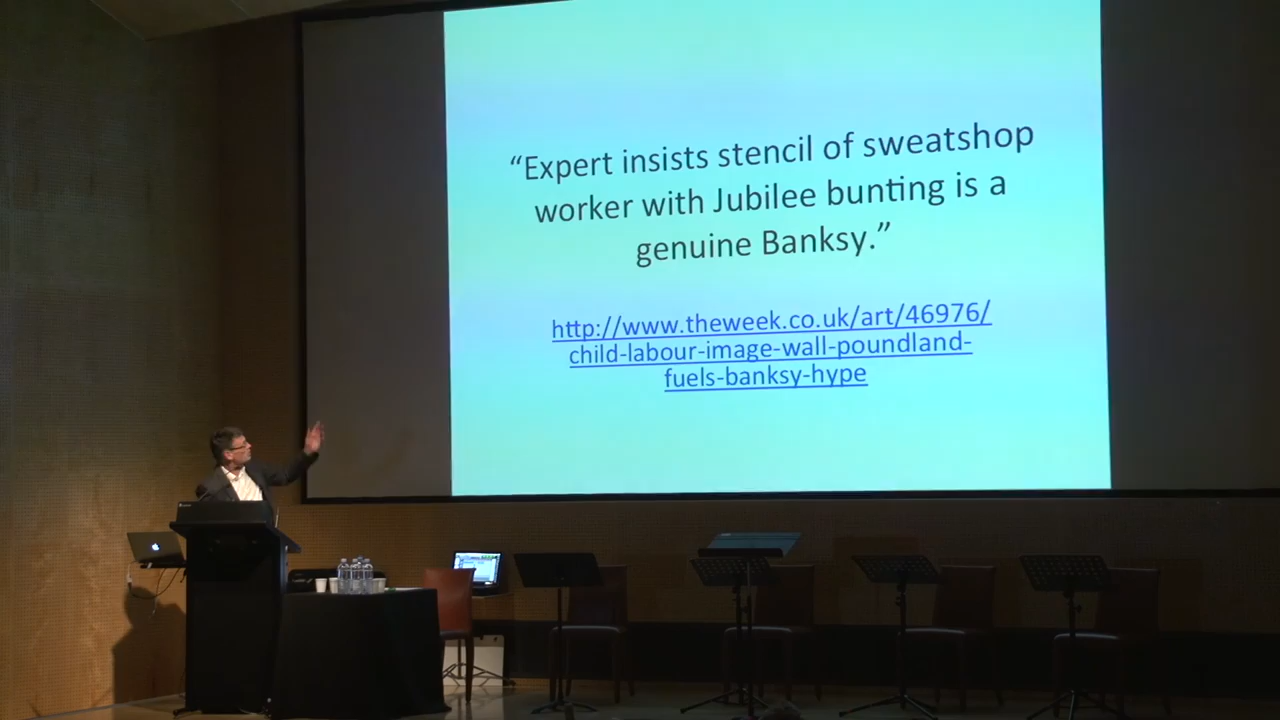 “Expert insists stencil of sweatshop
worker with Jubilee bunting is a
genuine Banksy.”
http://www.theweek.co.uk/art/46976/
child-labour-image-wall-poundland-
fuels-banksy-hype